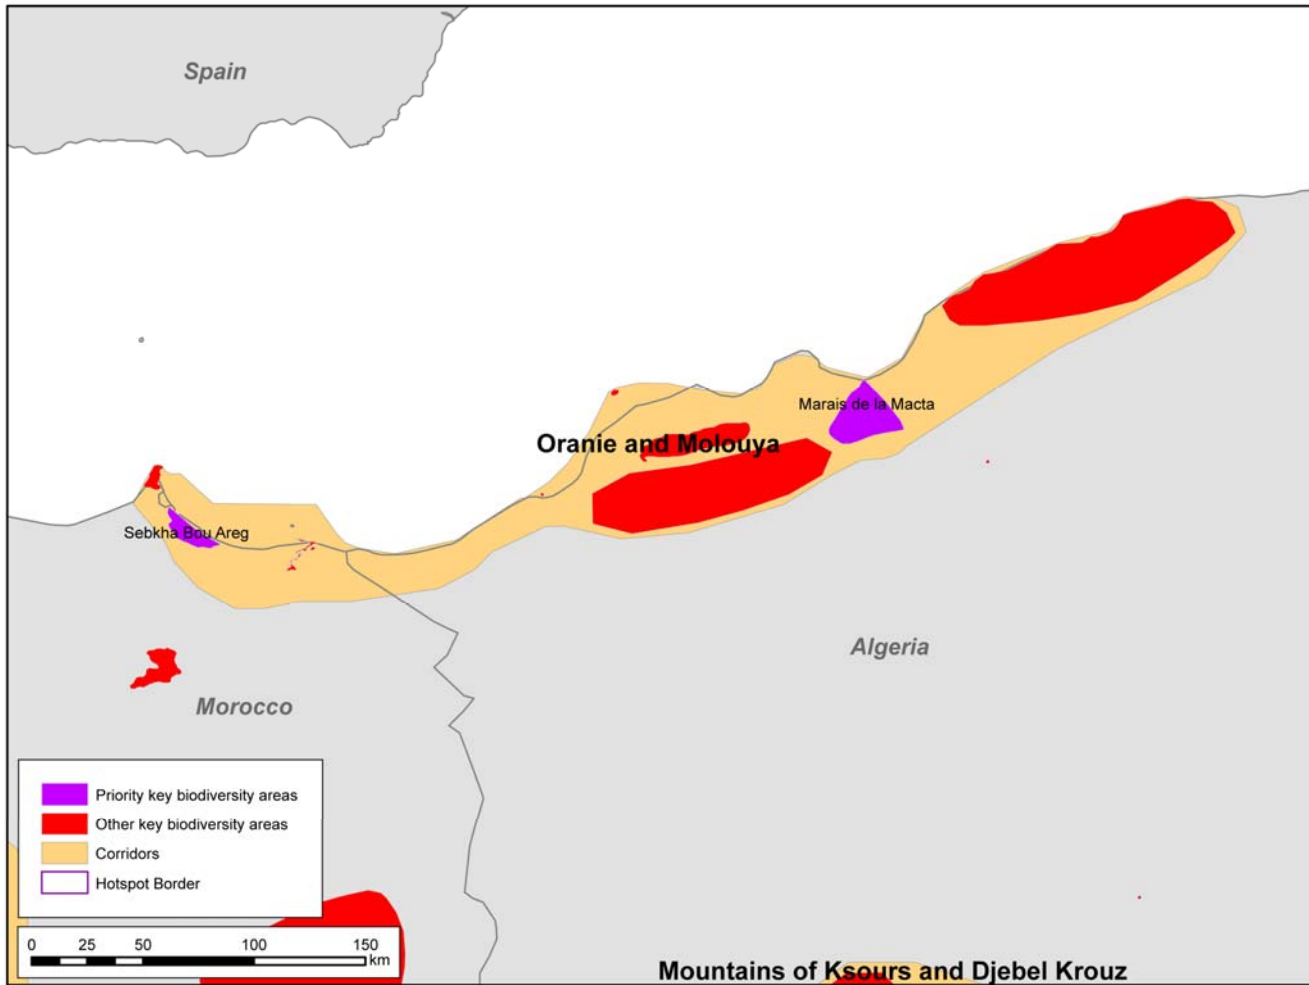 Spain
Marais de la Macta
Oranie and Molouya
Sebkha Bou Areg
Algeria
Morocco
Priority key biodiversity areas
Other key biodiversity areas
Corridors
Hotspot Border
0 25 50 100 150
km
Mountains of Ksours and Djebel Krouz